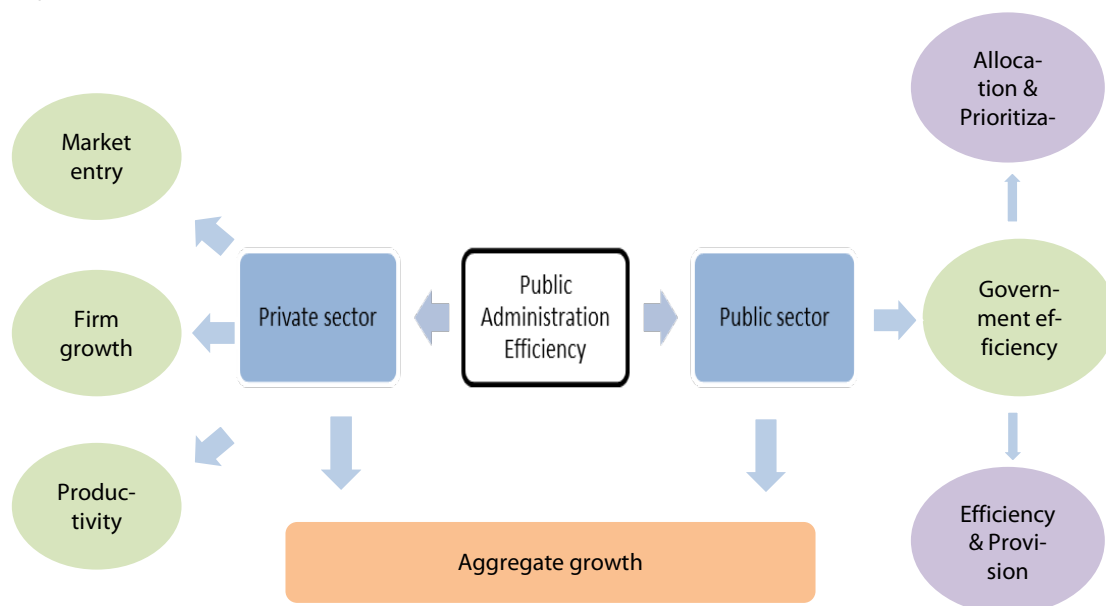 Market
entry
Firm
growth
Produc-
tivity
Private sector
Public
Administration
Efficiency
Public sector
Alloca-
tion &
Prioritiza-
Govern-
ment ef-
ficiency
Efficiency
& Provi-
sion
Aggregate growth